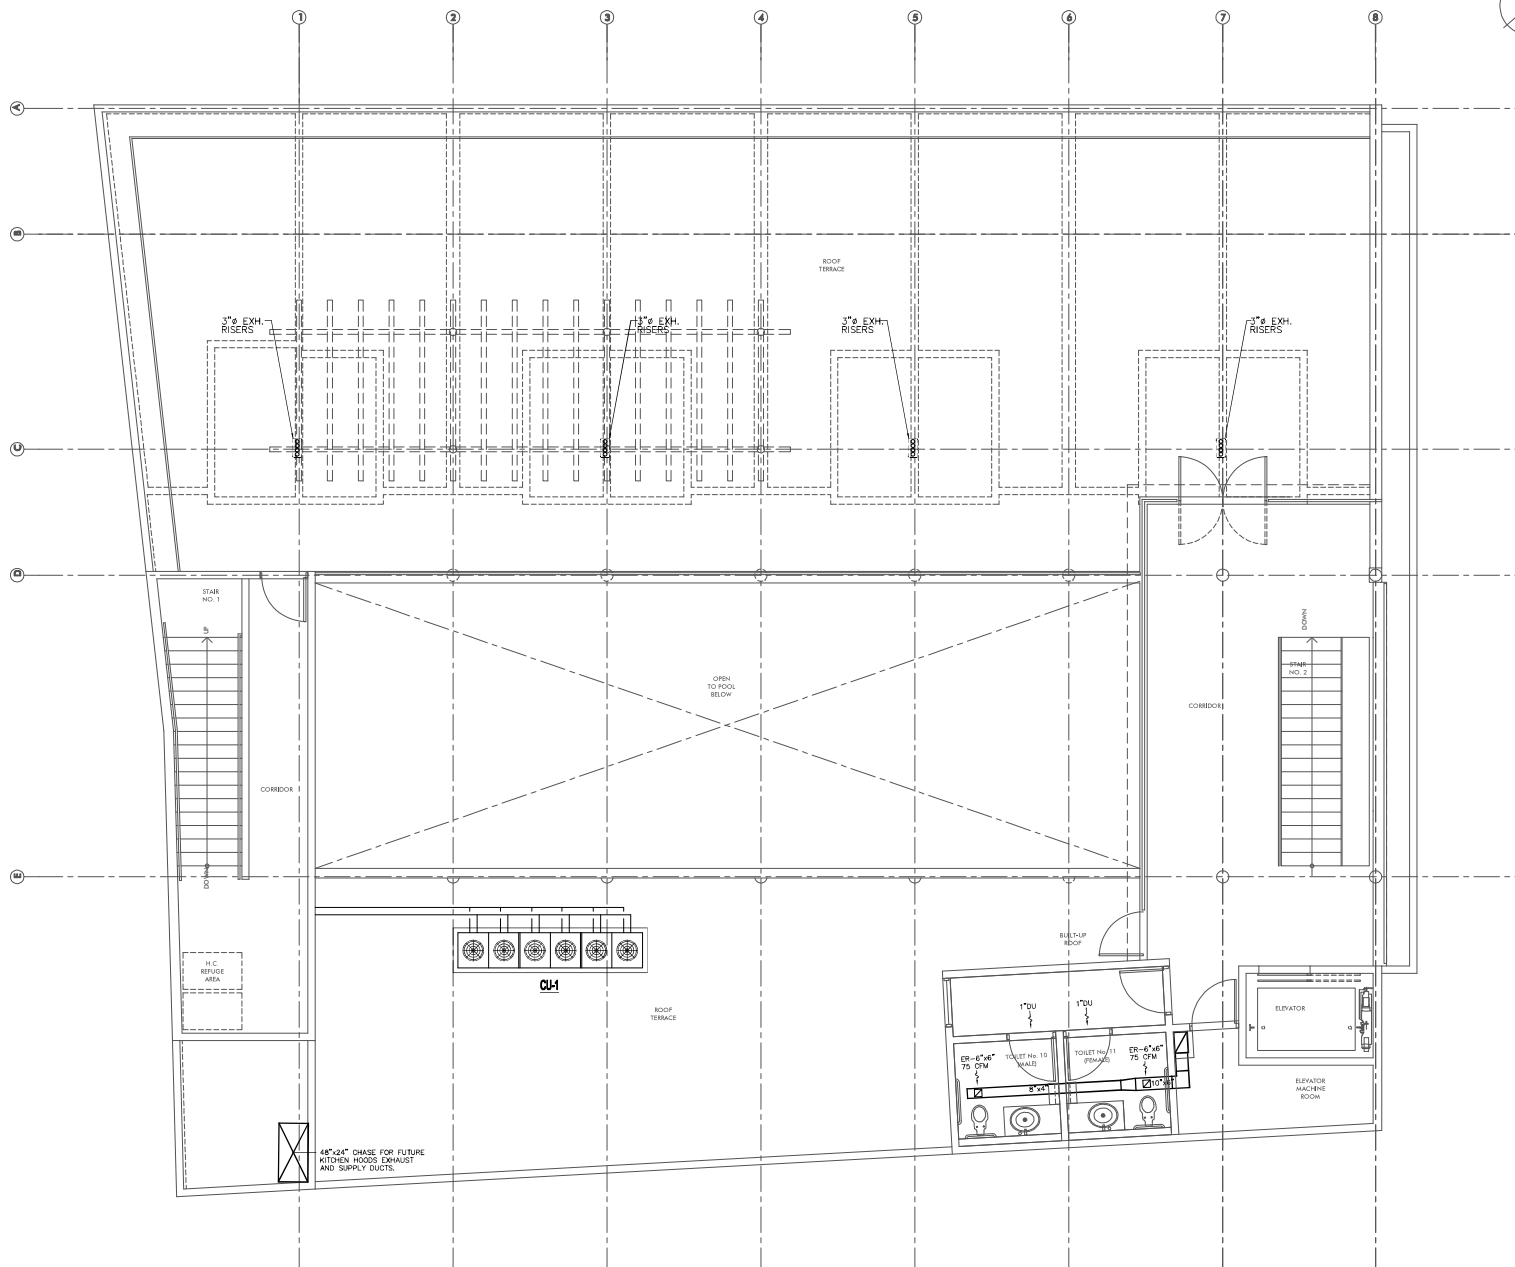 1
2
3
4
5
6
7
8
A
B
ROOF
TERRACE
3"ø EXH.
RISERS
3"ø EXH.
RISERS
3"ø EXH.
RISERS
3"ø EXH.
RISERS
C
D
STAIR
NO. 1
UP
DOWN
STAIR
NO. 2
OPEN
TO POOL
BELOW
CORRIDOR
CORRIDOR
DOWN
E
BUILT-UP
ROOF
H.C.
REFUGE
AREA
CU-1
ROOF
TERRACE
1"DU
1"DU
ELEVATOR
ER-6"x6"
75 CFM
TOILET No. 10
(MALE)
TOILET No. 11
(FEMALE)
ER-6"x6"
75 CFM
8"x4"
10"x6"
ELEVATOR
MACHINE
ROOM
48"x24" CHASE FOR FUTURE
KITCHEN HOODS EXHAUST
AND SUPPLY DUCTS.